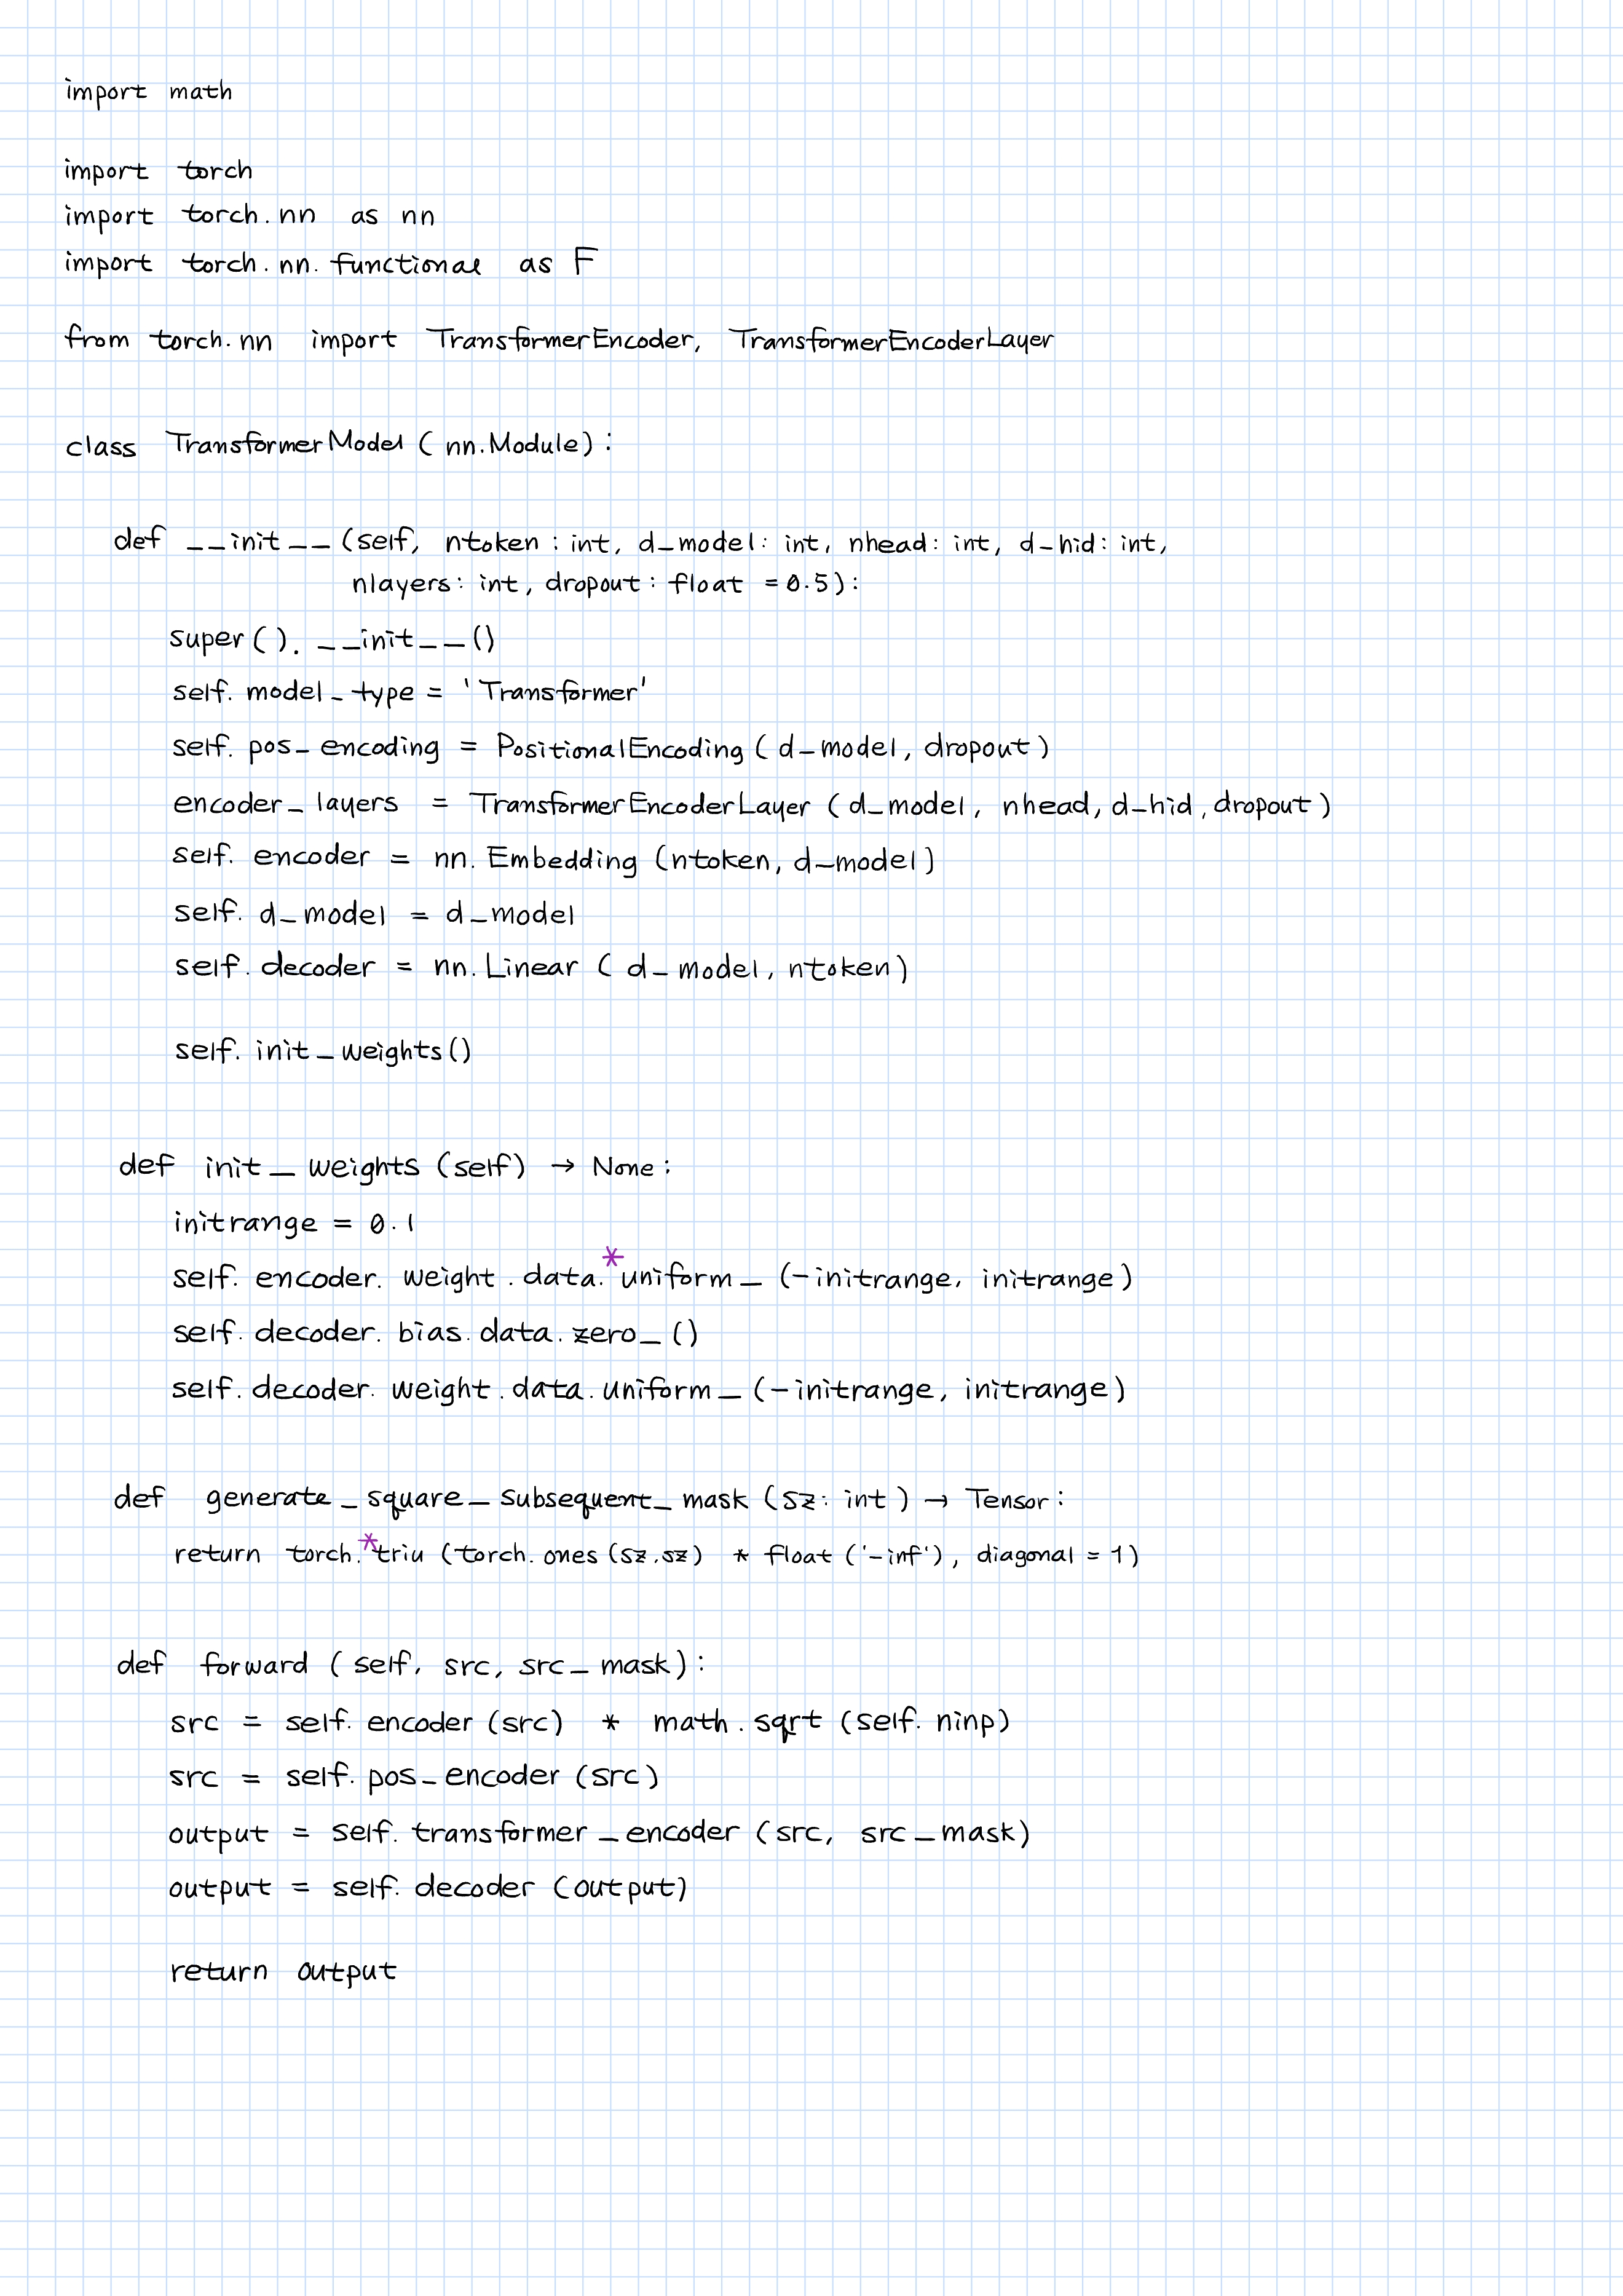 import math
import torch
import torch.nn as nn
import torch.nn.functional as F
from torch.nn import TransformerEncoder, TransformerEncoderLayer
class TransformerModel (nn.Module):
def __init__(self, ntoken: int, d_model: int, nhead: int, d_hid: int,
nlayers: int, dropout: float = 0.5):
super().__init__()
self.model_type = 'Transformer'
self.pos_encoding = PositionalEncoding (d_model, dropout)
encoder_layers = TransformerEncoderLayer (d_model, nhead, d_hid, dropout)
self.encoder = nn.Embedding (ntoken, d_model)
self.d_model = d_model
self.decoder = nn.Linear (d_model, ntoken)
self.init_weights()
def init_weights (self) → None:
initrange = 0.1
self.encoder.weight.data.*uniform_ (-initrange, initrange)
self.decoder.bias.data.zero_()
self.decoder.weight.data.uniform_ (-initrange, initrange)
def generate_square_subsequent_mask (sz: int) → Tensor:
return torch.*triu (torch.ones (sz.sz) * float ('-inf'), diagonal = 1)
def forward (self, src, src_mask):
src = self.encoder (src) * math.sqrt (self.ninp)
src = self.pos_encoder (src)
output = self.transformer_encoder (src, src_mask)
output = self.decoder (output)
return output